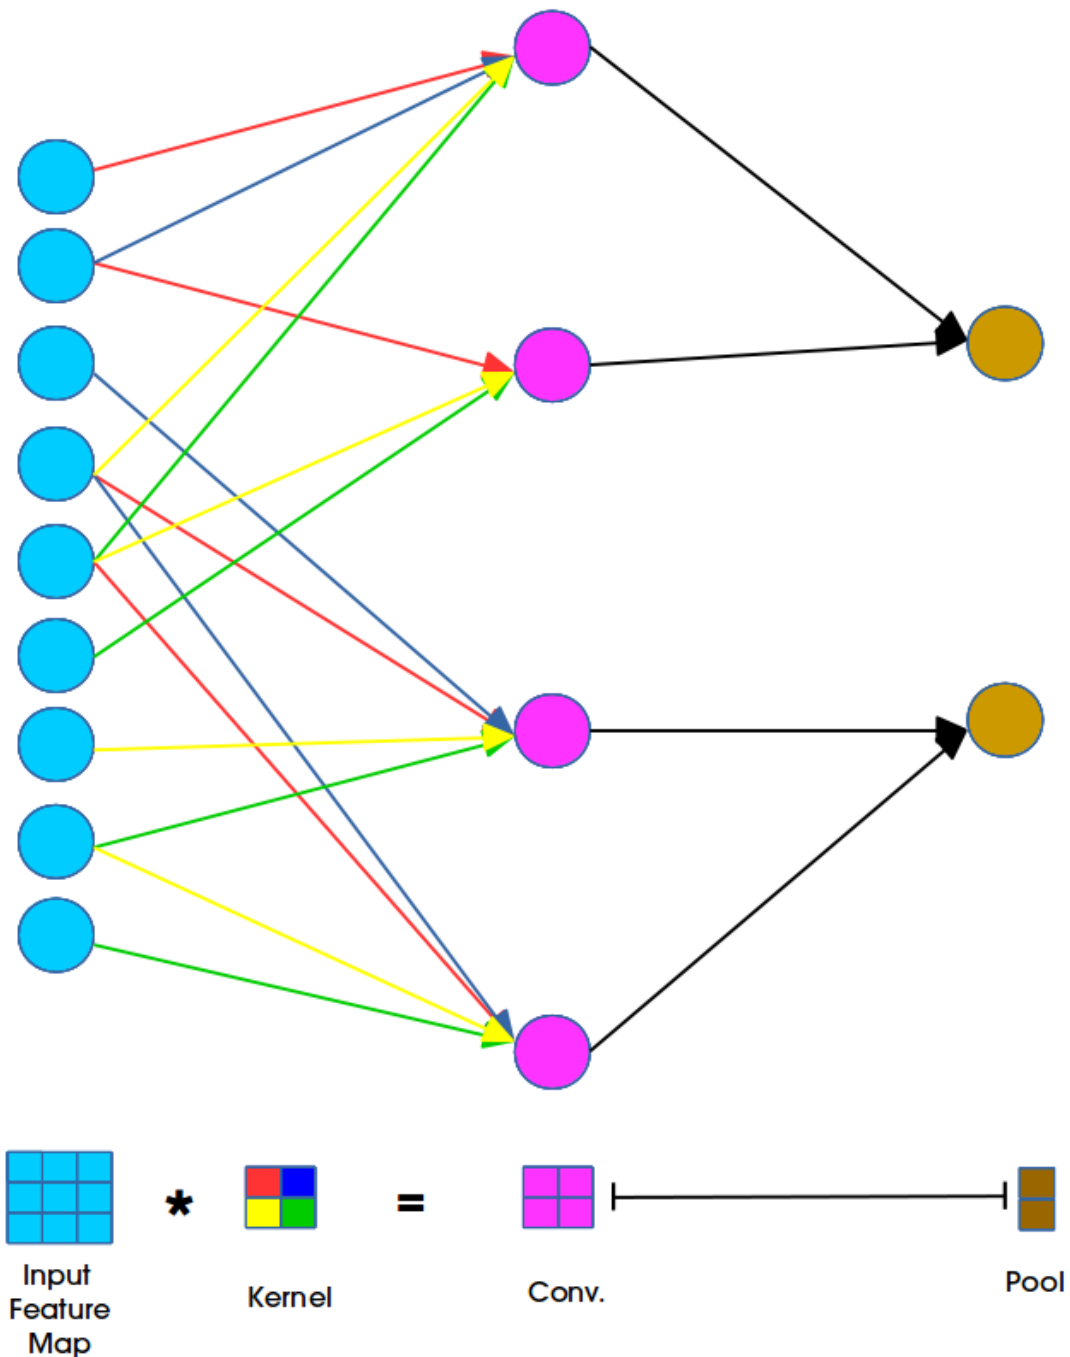 *
=
Input
Feature
Map
Kernel
Conv.
Pool